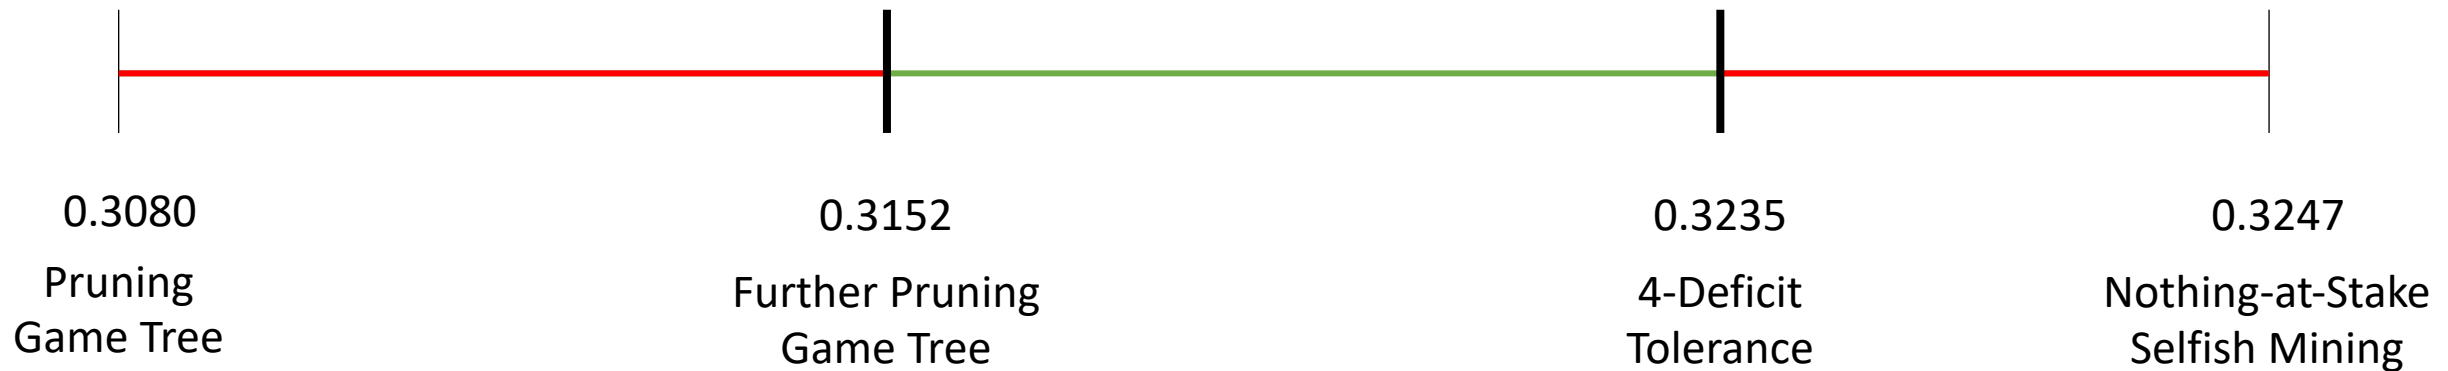 0.3080
0.3152
0.3235
0.3247
Pruning
Game Tree
Further Pruning
Game Tree
4-Deficit
Tolerance
Nothing-at-Stake
Selfish Mining